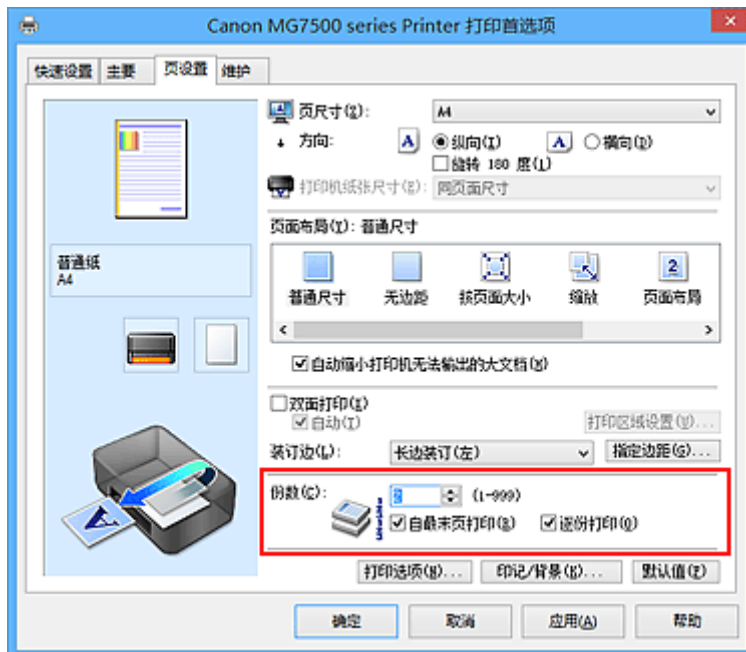 Canon MG7500 series Printer 打印首选项
快速设置 主要 页设置 维护
页尺寸(Z): A4
方向: A 纵向(I) A 横向(D)
旋转 180 度(L)
打印机纸张尺寸(E): 同页面尺寸
页面布局(Y): 普通尺寸
普通纸
A4
普通尺寸 无边距 按页面大小 缩放 2 页面布局
自动缩小打印机无法输出的大文档(N)
双面打印(X)
自动(T)
打印区域设置(U)...
装订边(L): 长边装订(左) 指定边距(G)...
份数(C): 2 (1-999)
自最末页打印(R) 逐份打印(O)
A
打印选项(N)... 印记/背景(K)... 默认值(F)
确定 取消 应用(A) 帮助